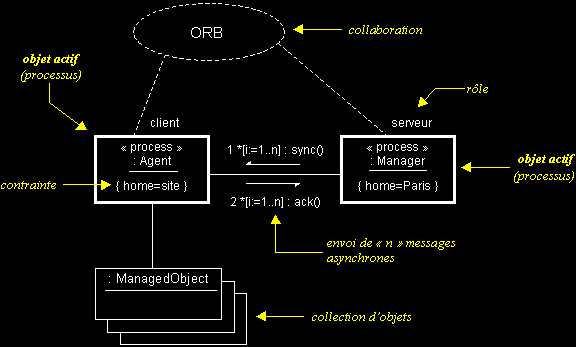 ORB
collaboration
objet actif
(processus)
rôle
client
serveur
« process »
: Agent
{ home=site }
1 *[i:=1..n] : sync()
2 *[i:=1..n] : ack()
« process »
: Manager
{ home=Paris }
objet actif
(processus)
contrainte
envoi de « n » messages
asynchrones
: ManagedObject
collection d'objets